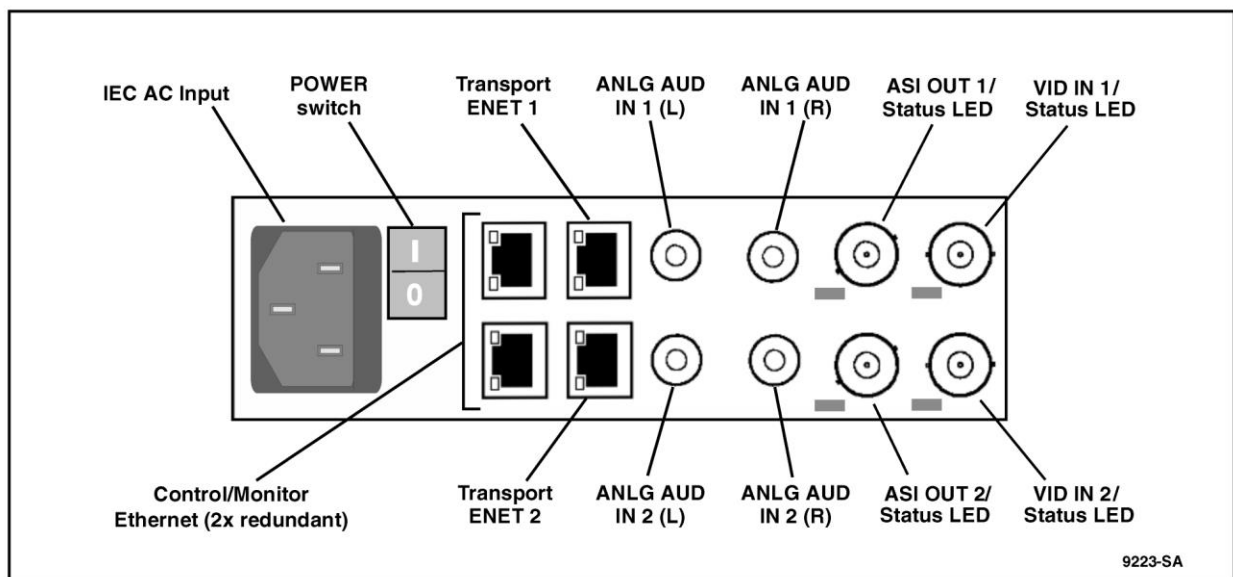 IEC AC Input
POWER
switch
Transport
ENET 1
ANLG AUD
IN 1 (L)
ANLG AUD
IN 1 (R)
ASI OUT 1/
Status LED
VID IN 1/
Status LED
I
0
Control/Monitor
Ethernet (2x redundant)
Transport
ENET 2
ANLG AUD
IN 2 (L)
ANLG AUD
IN 2 (R)
ASI OUT 2/
Status LED
VID IN 2/
Status LED
9223-SA